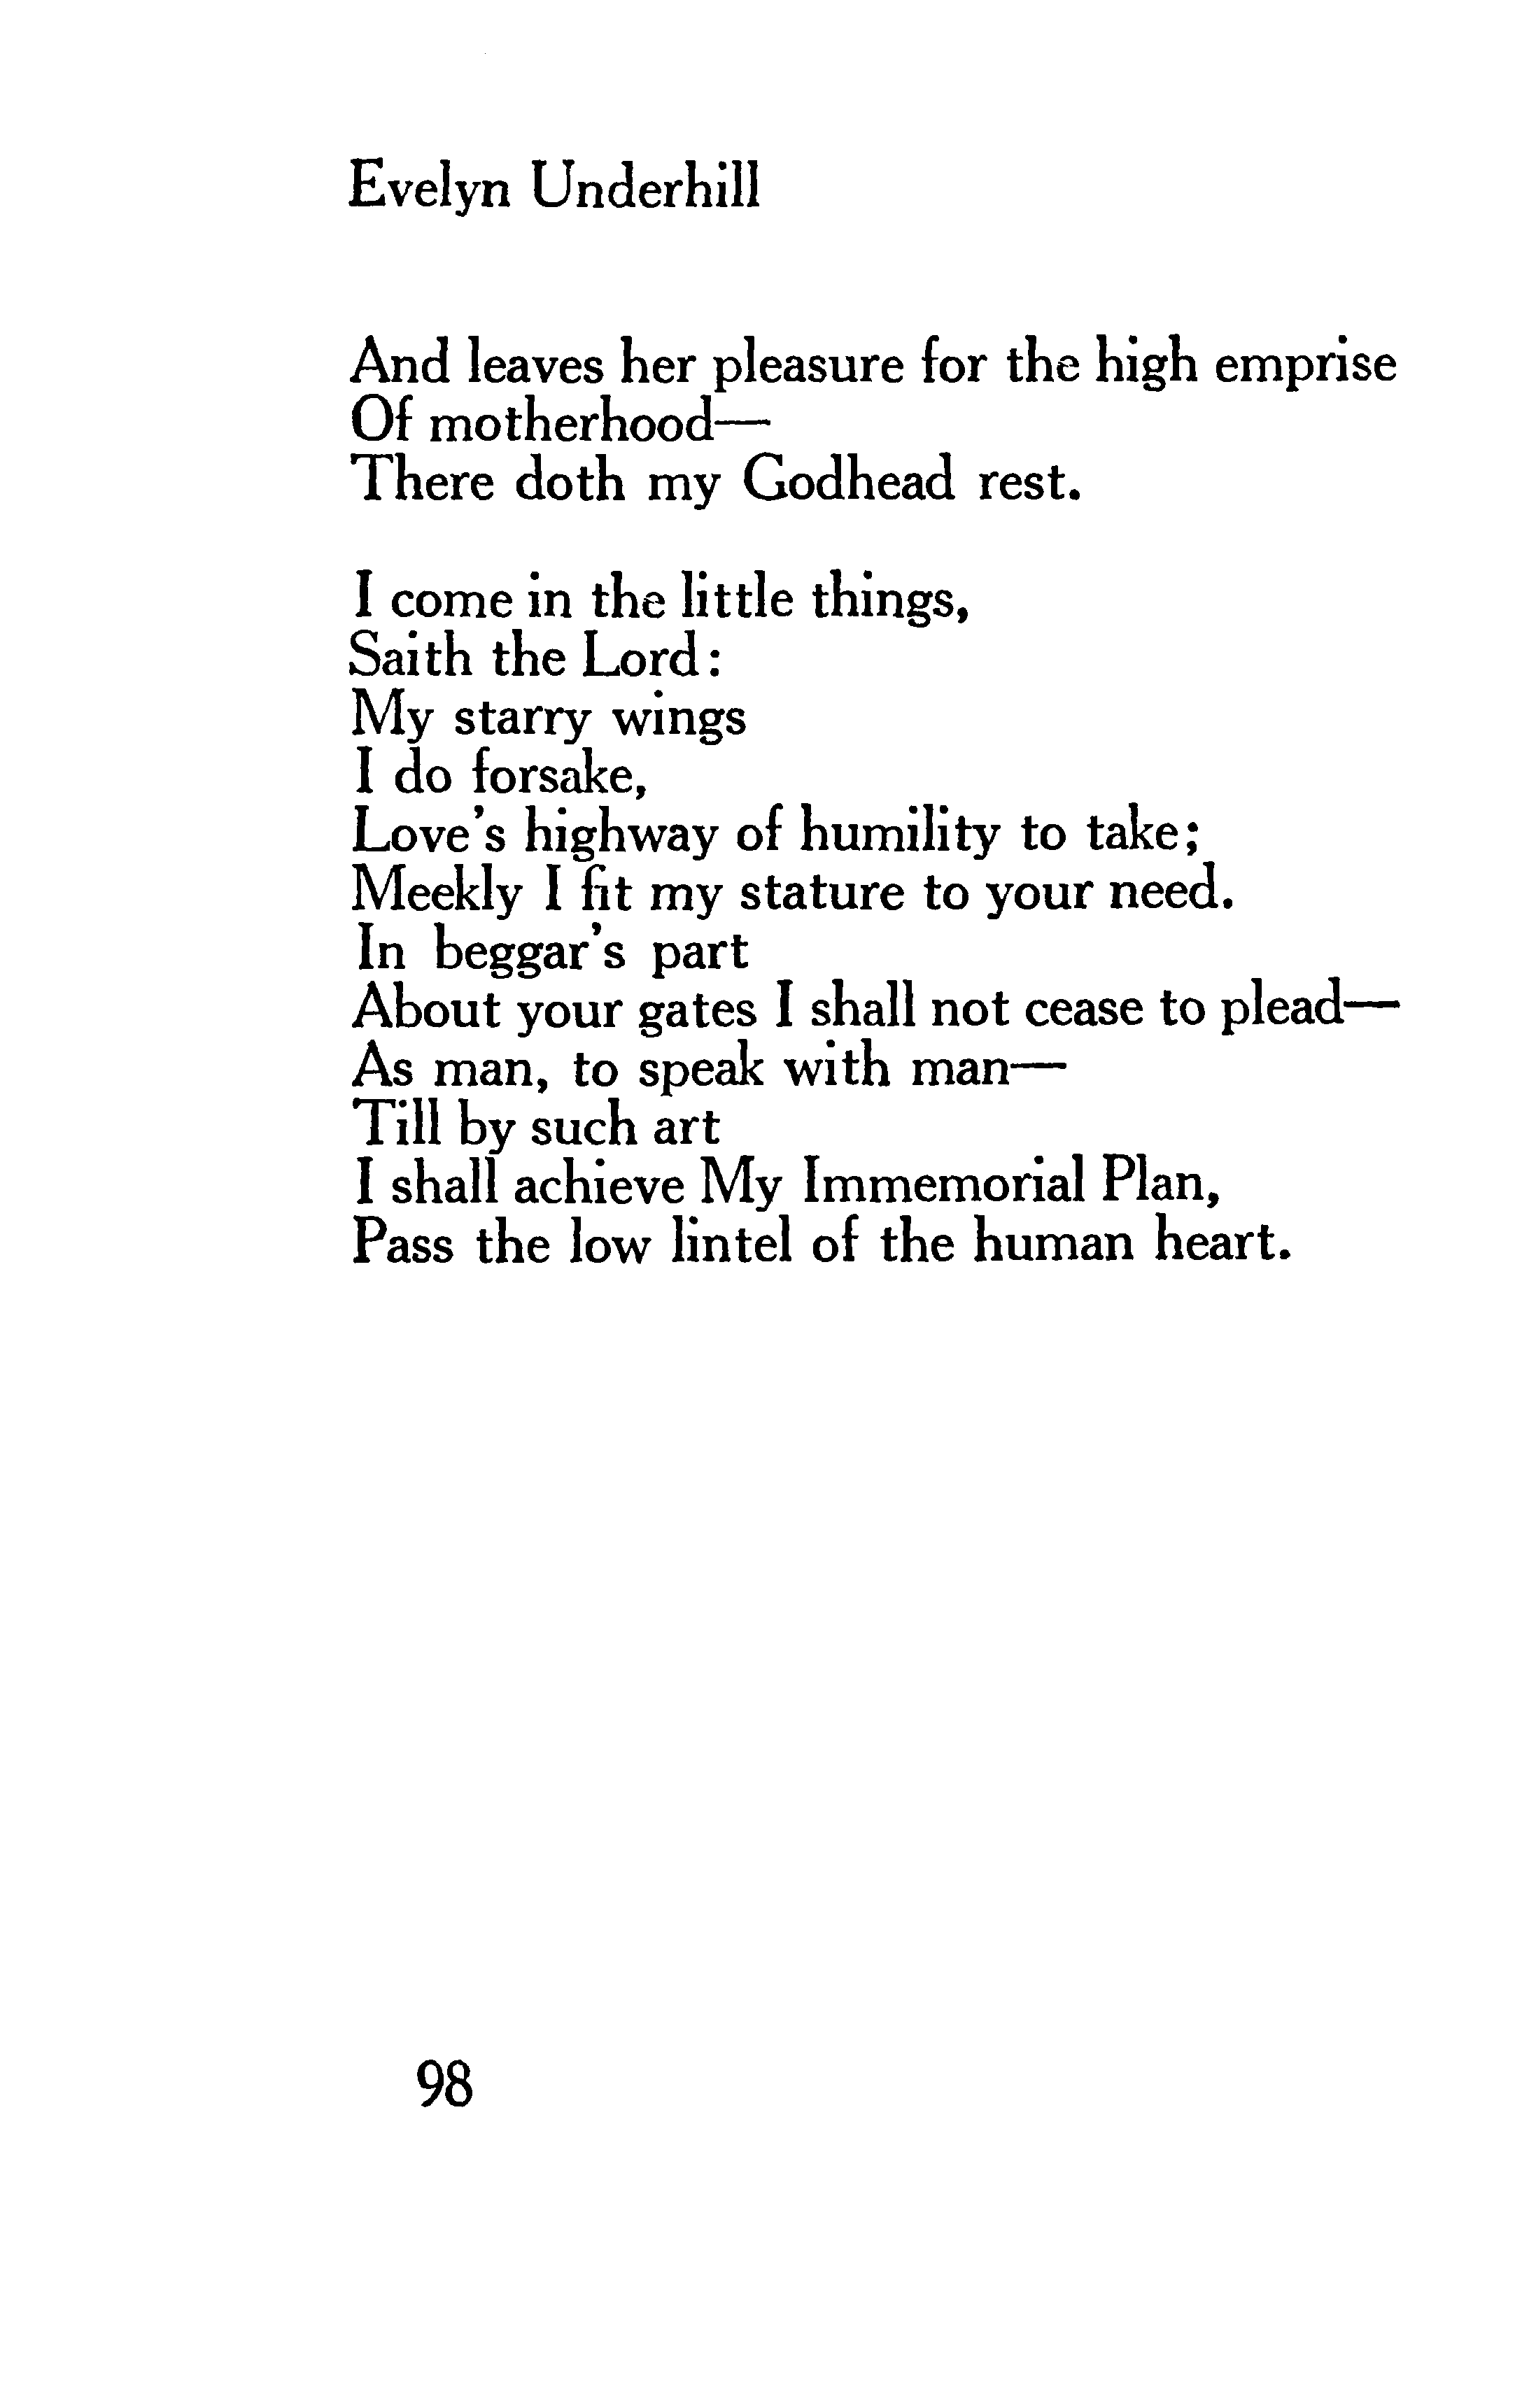 Evelyn Underhill
And leaves her pleasure for the high emprise
Of motherhood—
There doth my Godhead rest.
I come in the little things,
Saith the Lord:
My starry wings
I do forsake,
Love's highway of humility to take;
Meekly I fit my stature to your need.
In beggar's part
About your gates I shall not cease to plead—
As man, to speak with man—
Till by such art
I shall achieve My Immemorial Plan,
Pass the low lintel of the human heart.
98